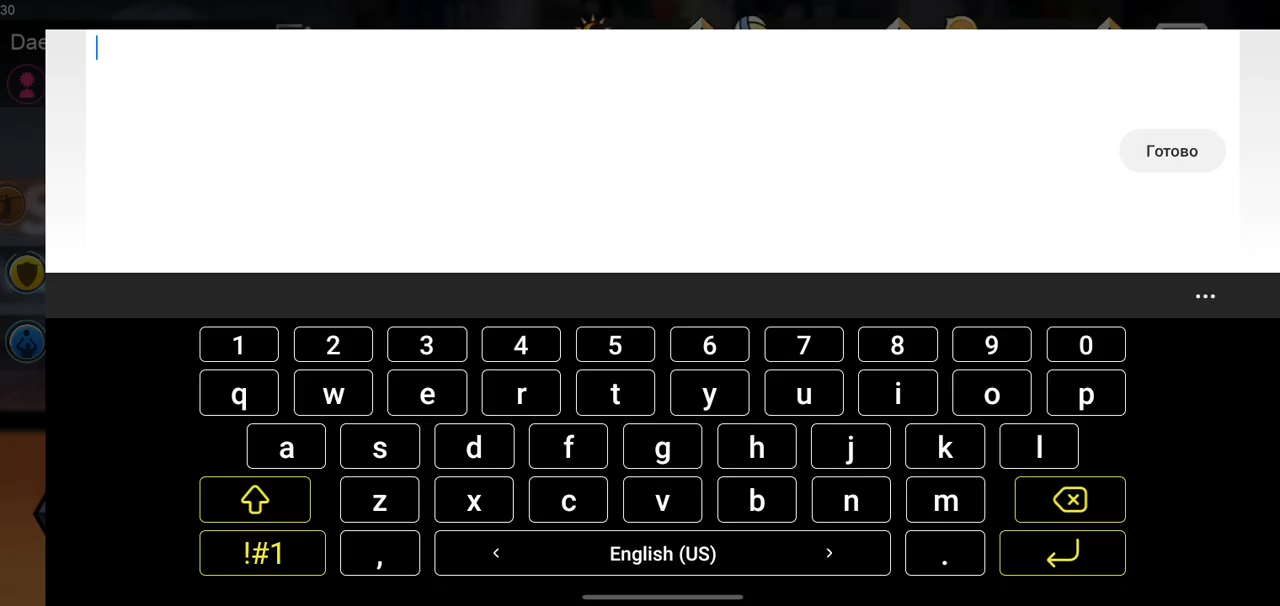 30
Dae
Готово
...
1 2 3 4 5 6 7 8 9 0
q w e r t y u i o p
a s d f g h j k l
z x c v b n m
!#1 , < English (US) > .